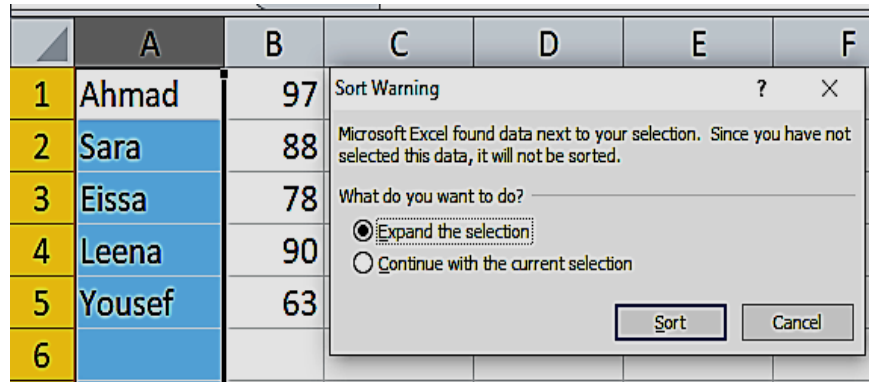 A B C D E F
1 Ahmad 97
2 Sara 88
3 Eissa 78
4 Leena 90
5 Yousef 63
6
Sort Warning ? ×
Microsoft Excel found data next to your selection. Since you have not
selected this data, it will not be sorted.
What do you want to do?
Expand the selection
Continue with the current selection
Sort Cancel